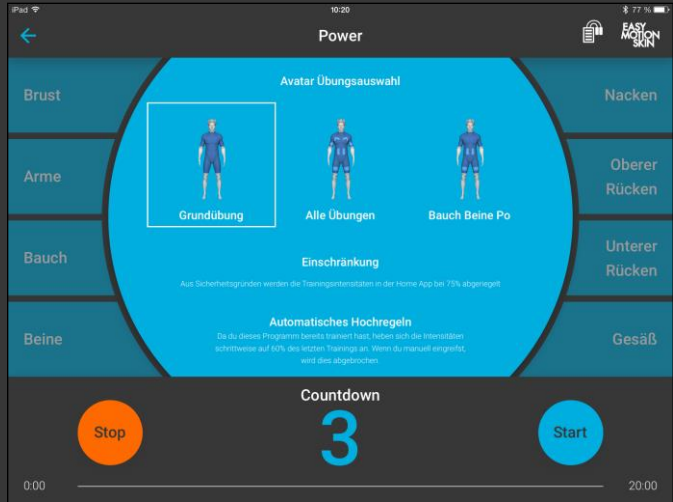 iPad
10:20
77 %
Power
EASY
MOTION
SKIN
Avatar Übungsauswahl
Brust
Nacken
Arme
Oberer
Rücken
Grundübung
Alle Übungen
Bauch Beine Po
Bauch
Unterer
Rücken
Einschränkung
Aus Sicherheitsgründen werden die Trainingsintensitäten in der Home App bei 75% abgeriegelt
Automatisches Hochregeln
Da du dieses Programm bereits trainiert hast, heben sich die Intensitäten
schrittweise auf 60% des letzten Trainings an. Wenn du manuell eingreifst,
wird dies abgebrochen.
Beine
Gesäß
Countdown
Stop
3
Start
0:00
20:00